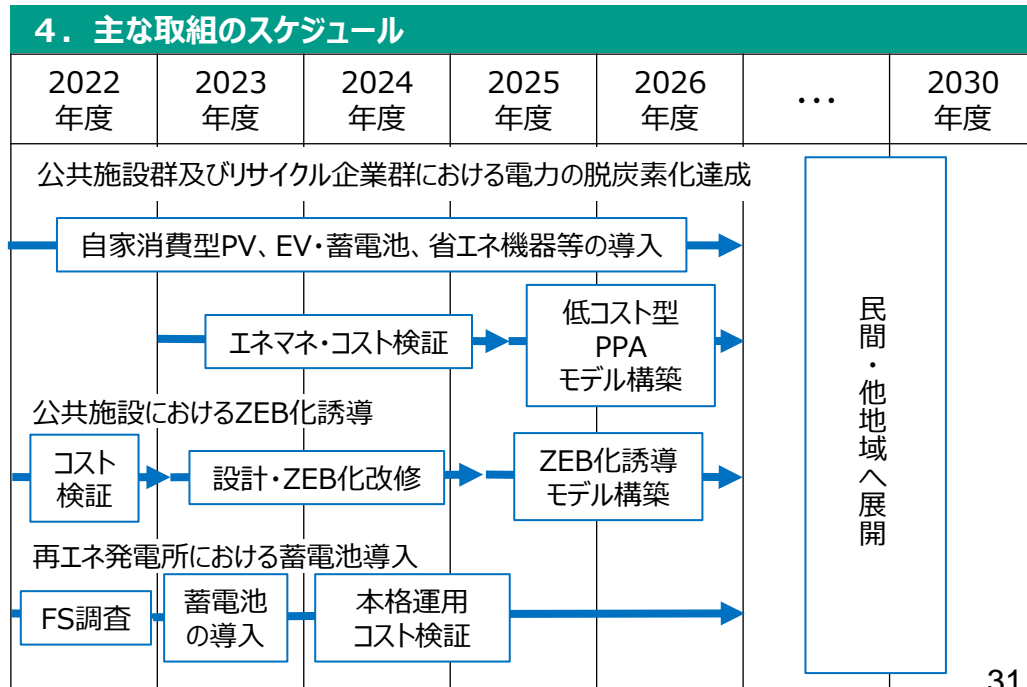 ４．主な取組のスケジュール
2022
年度
2023
年度
2024
年度
2025
年度
2026
年度
・・・
2030
年度
公共施設群及びリサイクル企業群における電力の脱炭素化達成
自家消費型PV、EV・蓄電池、省エネ機器等の導入
エネマネ・コスト検証
低コスト型
PPA
モデル構築
公共施設におけるZEB化誘導
コスト
検証
設計・ZEB化改修
ZEB化誘導
モデル構築
再エネ発電所における蓄電池導入
FS調査
蓄電池
の導入
本格運用
コスト検証
民間・他地域へ展開
31